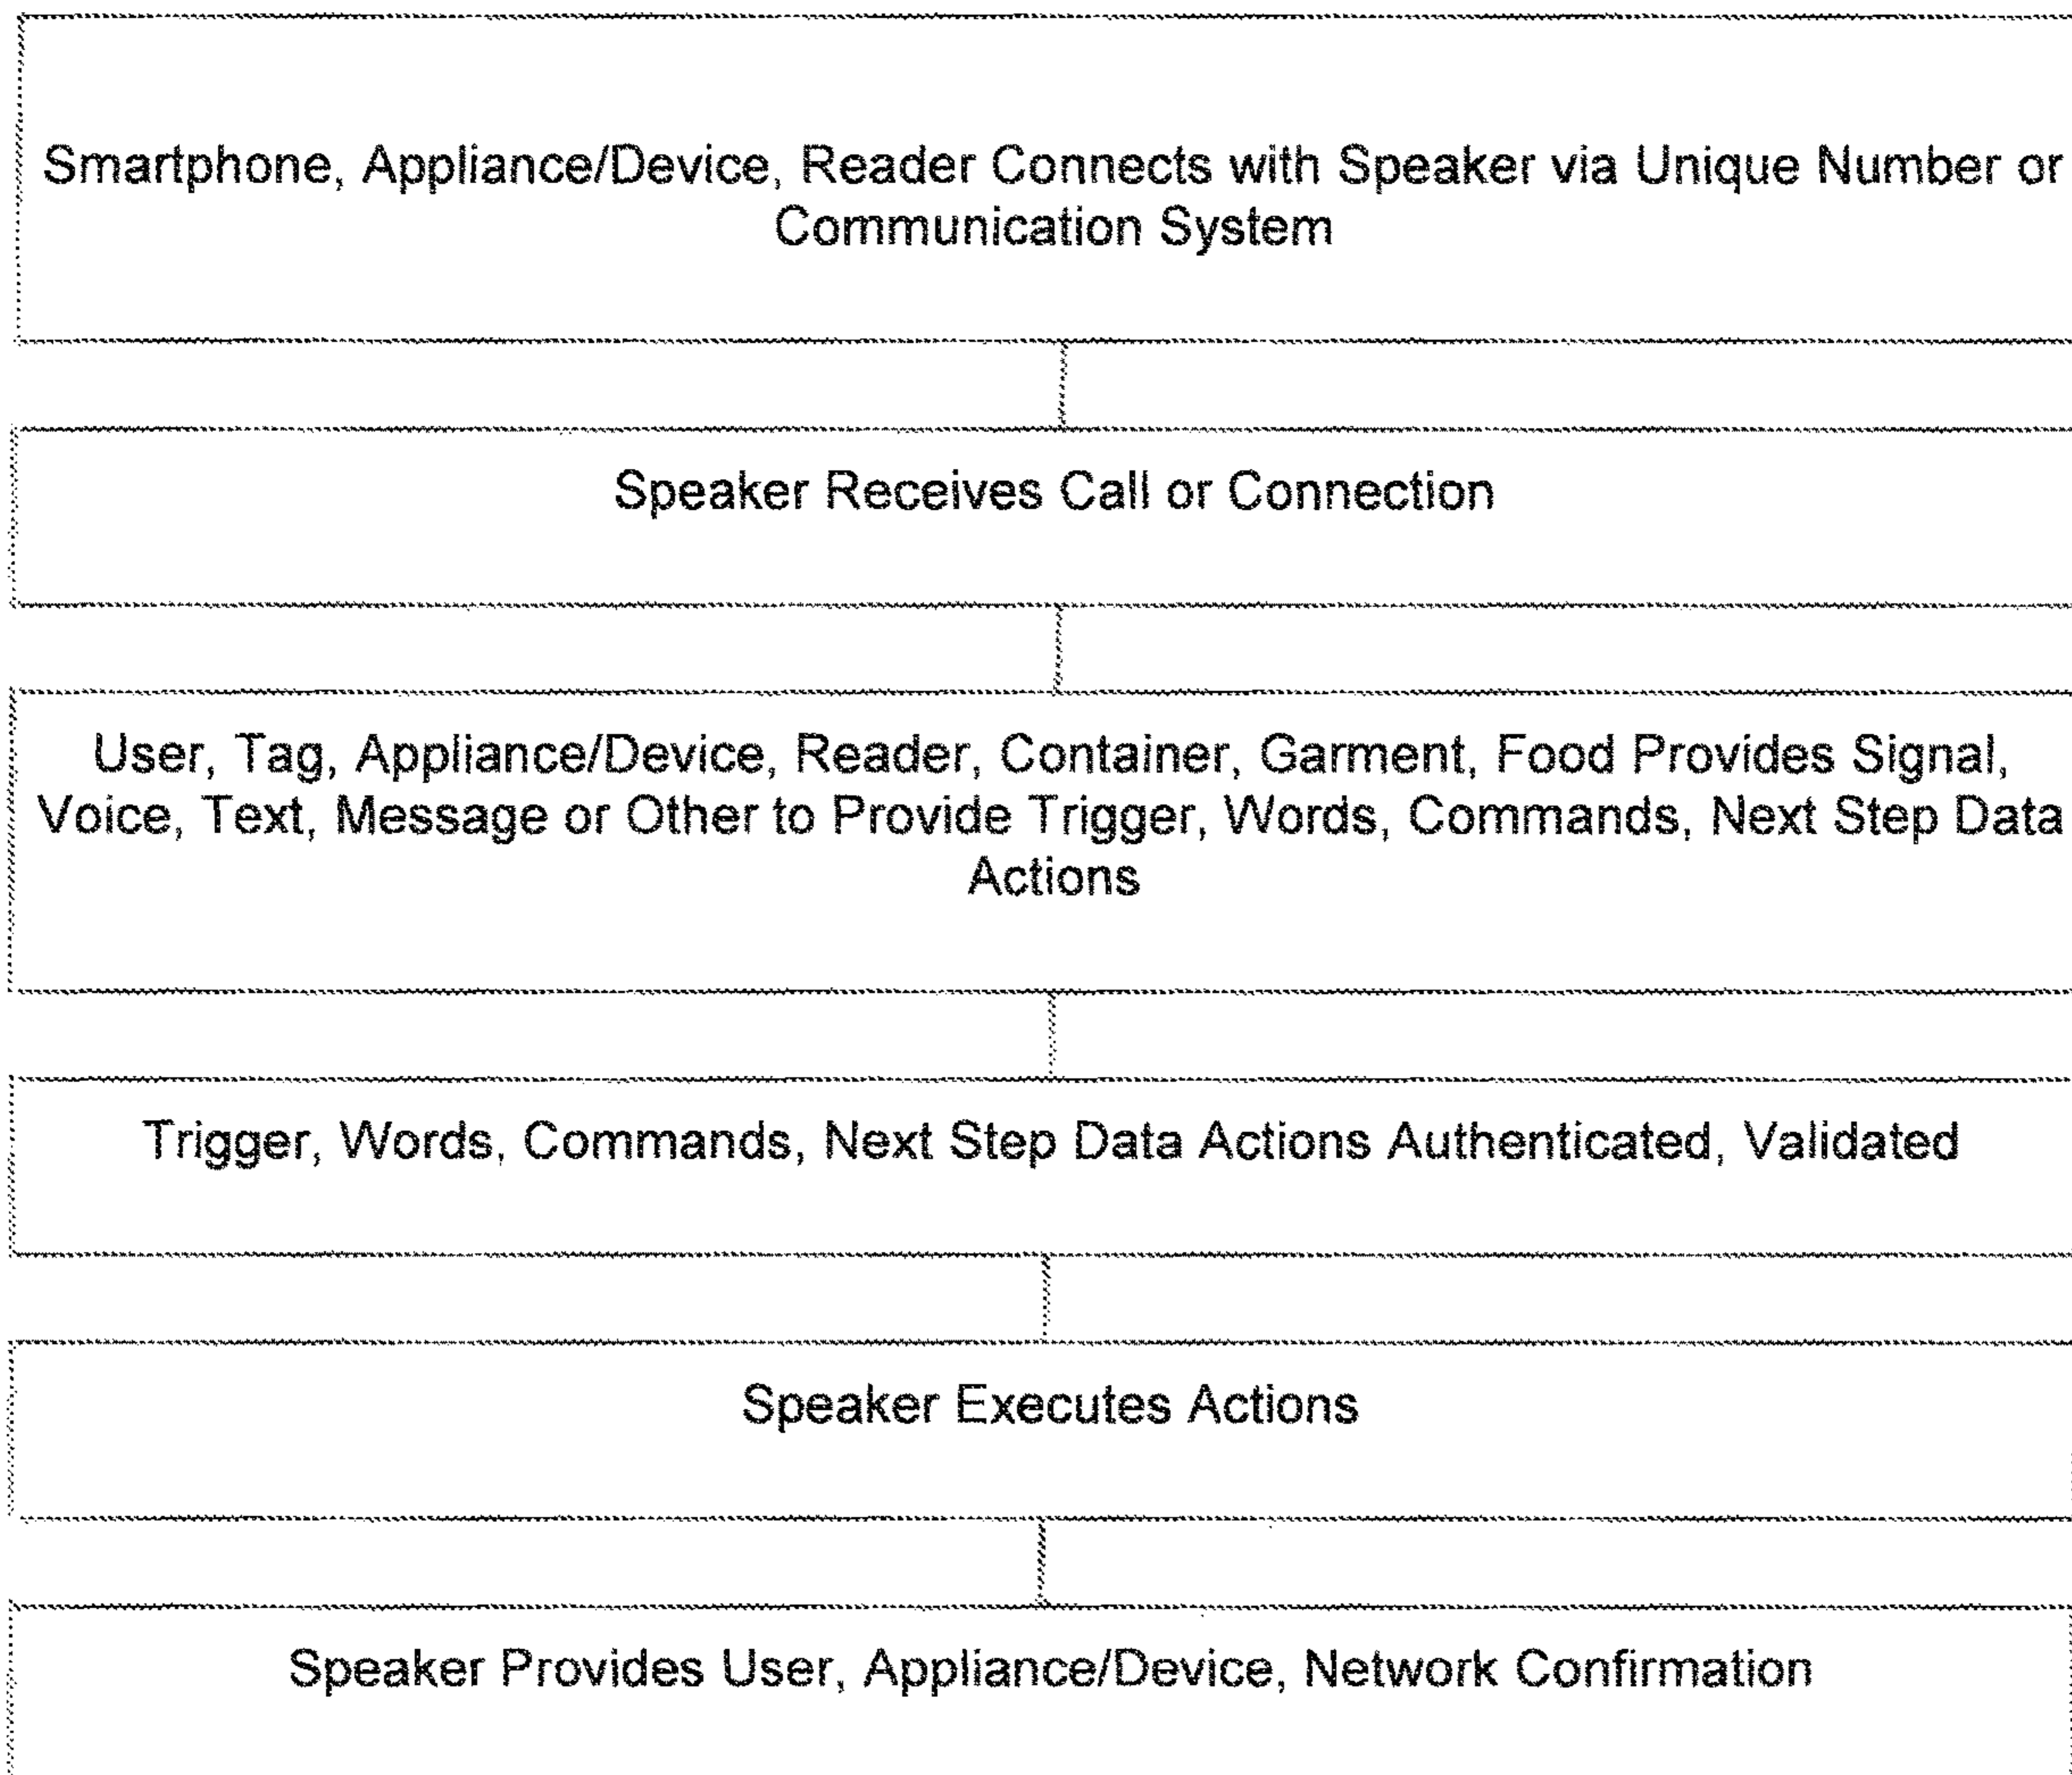 Smartphone, Appliance/Device, Reader Connects with Speaker via Unique Number or
Communication System
Speaker Receives Call or Connection
User, Tag, Appliance/Device, Reader, Container, Garment, Food Provides Signal,
Voice, Text, Message or Other to Provide Trigger, Words, Commands, Next Step Data
Actions
Trigger, Words, Commands, Next Step Data Actions Authenticated, Validated
Speaker Executes Actions
Speaker Provides User, Appliance/Device, Network Confirmation